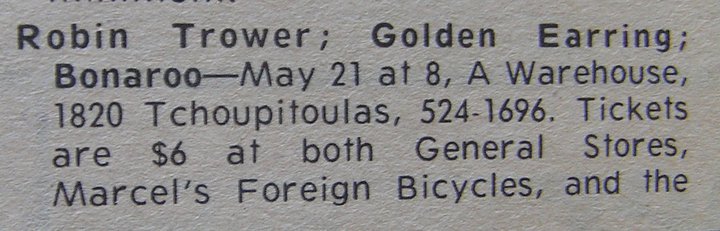 Robin Trower; Golden Earring;
Bonaroo—May 21 at 8, A Warehouse,
1820 Tchoupitoulas, 524-1696. Tickets
are $6 at both General Stores,
Marcel's Foreign Bicycles, and the